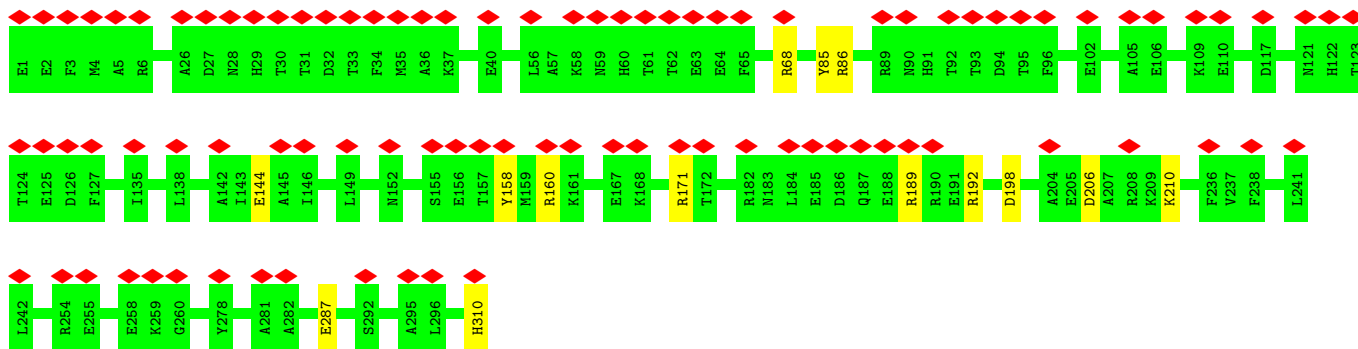 E1 E2 F3 M4 A5 R6 A26 D27 N28 H29 T30 T31 D32 T33 F34 M35 A36 K37 E40 L56 A57 K58 N59 H60 T61 T62 E63 E64 F65 R68 Y85 R86 R89 N90 H91 T92 T93 D94 T95 F96 E102 A105 E106 K109 E110 D117 N121 H122 T123
T124 E125 D126 F127 I135 L138 A142 I143 E144 A145 I146 L149 N152 S155 E156 T157 Y158 M159 R160 K161 E167 K168 R171 T172 R182 N183 L184 E185 D186 Q187 E188 R189 R190 E191 R192 D198 A204 E205 D206 A207 R208 K209 K210 F236 V237 F238 L241
L242 R254 E255 E258 K259 G260 Y278 A281 A282 E287 S292 A295 L296 H310